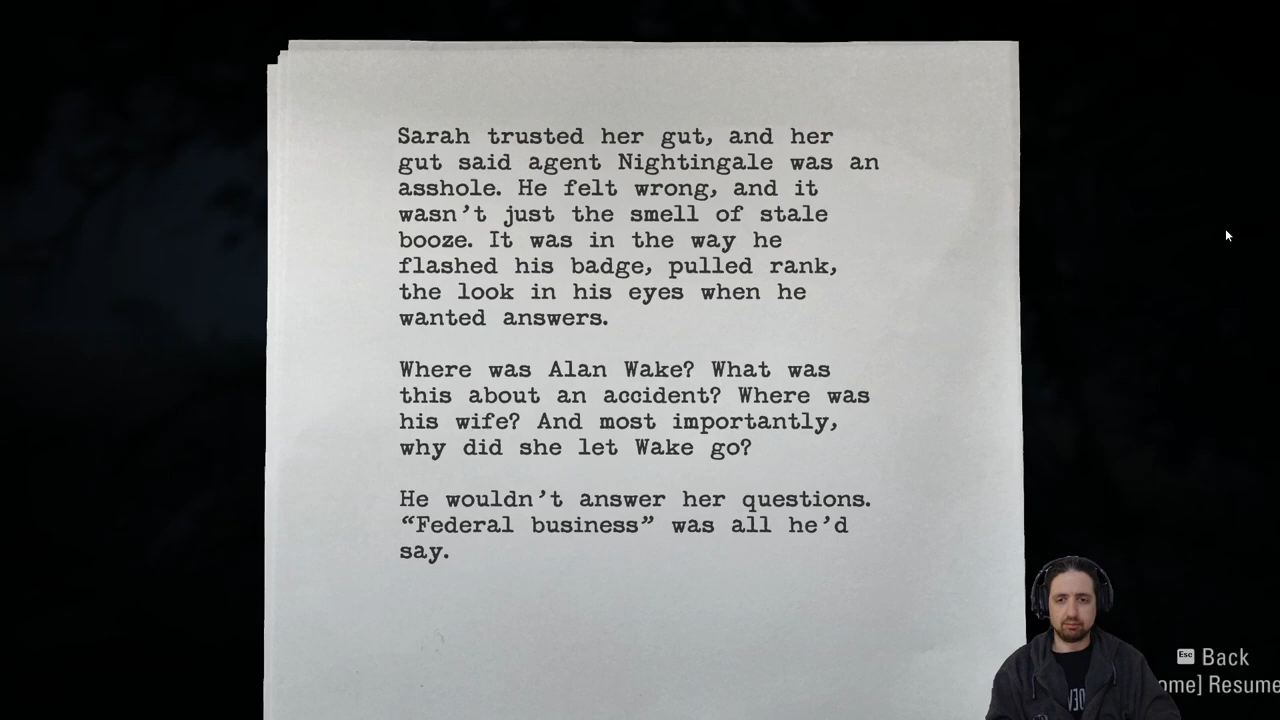 Sarah trusted her gut, and her
gut said agent Nightingale was an
asshole. He felt wrong, and it
wasn’t just the smell of stale
booze. It was in the way he
flashed his badge, pulled rank,
the look in his eyes when he
wanted answers.
Where was Alan Wake? What was
this about an accident? Where was
his wife? And most importantly,
why did she let Wake go?
He wouldn’t answer her questions.
“Federal business” was all he’d
say.
Esc Back
ome] Resume